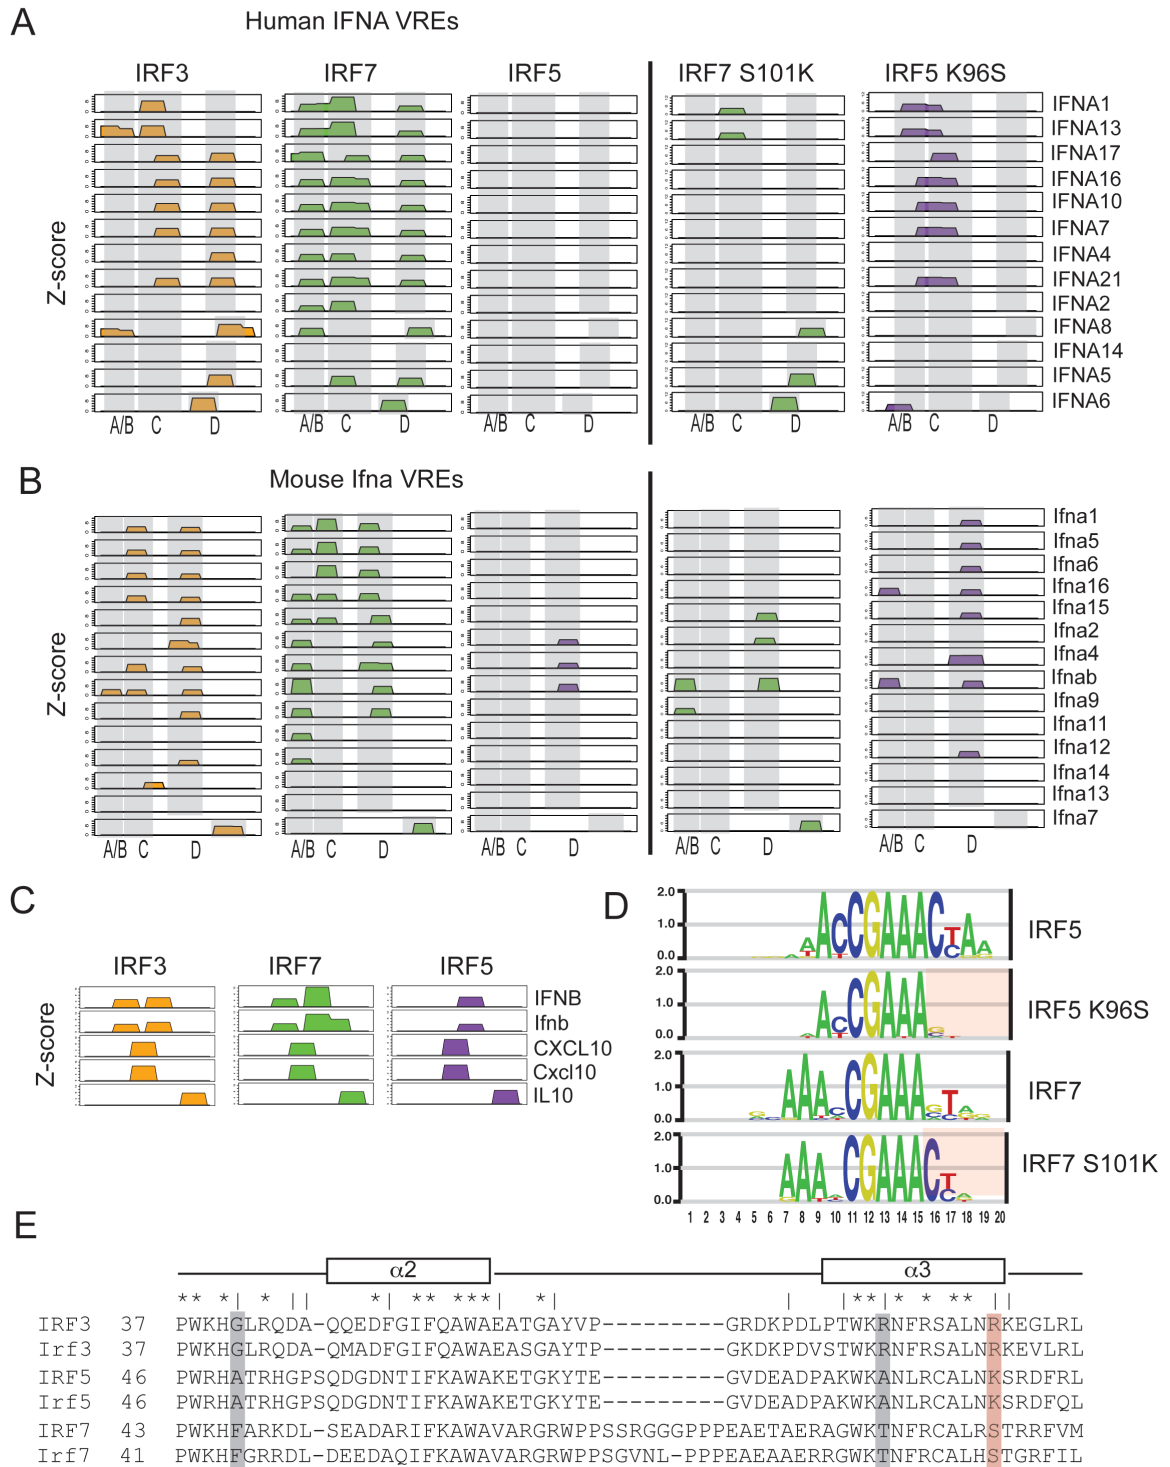 A
Human IFNA VREs
IRF3 IRF7 IRF5 IRF7 S101K IRF5 K96S
Z-score
IFNA1
IFNA13
IFNA17
IFNA16
IFNA10
IFNA7
IFNA4
IFNA21
IFNA2
IFNA8
IFNA14
IFNA5
IFNA6
A/B C D A/B C D A/B C D A/B C D A/B C D
B
Mouse Ifna VREs
Z-score
Ifna1
Ifna5
Ifna6
Ifna16
Ifna15
Ifna2
Ifna4
Ifnab
Ifna9
Ifna11
Ifna12
Ifna14
Ifna13
Ifna7
A/B C D A/B C D A/B C D A/B C D A/B C D
C
IRF3 IRF7 IRF5
Z-score
IFNB
Ifnb
CXCL10
Cxcl10
IL10
D
2.0
1.0
0.0
IRF5
2.0
1.0
0.0
IRF5 K96S
2.0
1.0
0.0
IRF7
2.0
1.0
0.0
IRF7 S101K
1 2 3 4 5 6 7 8 9 10 11 12 13 14 15 16 17 18 19 20
E
α2 α3
IRF3 37 PWKHGLRQDA-QQEDFGIFQAWAEATGAYVP---------GRDKPDLPTWKRNFRSALNRKEGLRL
Irf3 37 PWKHGLRQDA-QMADFGIFQAWAEASGAYTP---------GKDKPDVSTWKRNFRSALNRKEVLRL
IRF5 46 PWRHATRHGPSQDGDNTIFKAWAKETGKYTE---------GVDEADPAKWKANLRCALNKSRDFRL
Irf5 46 PWRHATRHGPSQDGDNTIFKAWAKETGKYTE---------GVDEADPAKWKANLRCALNKSRDFQL
IRF7 43 PWKHFARKDL-SEADARIFKAWAVARGRWPPSSRGGGPPPEAETAERAGWKTNFRCALRSTRRFVM
Irf7 41 PWKHFGRRDL-DEEDAQIFKAWAVARGRWPPSGVNL-PPPEAEAAERRGWKTNFRCALHSTGRFIL